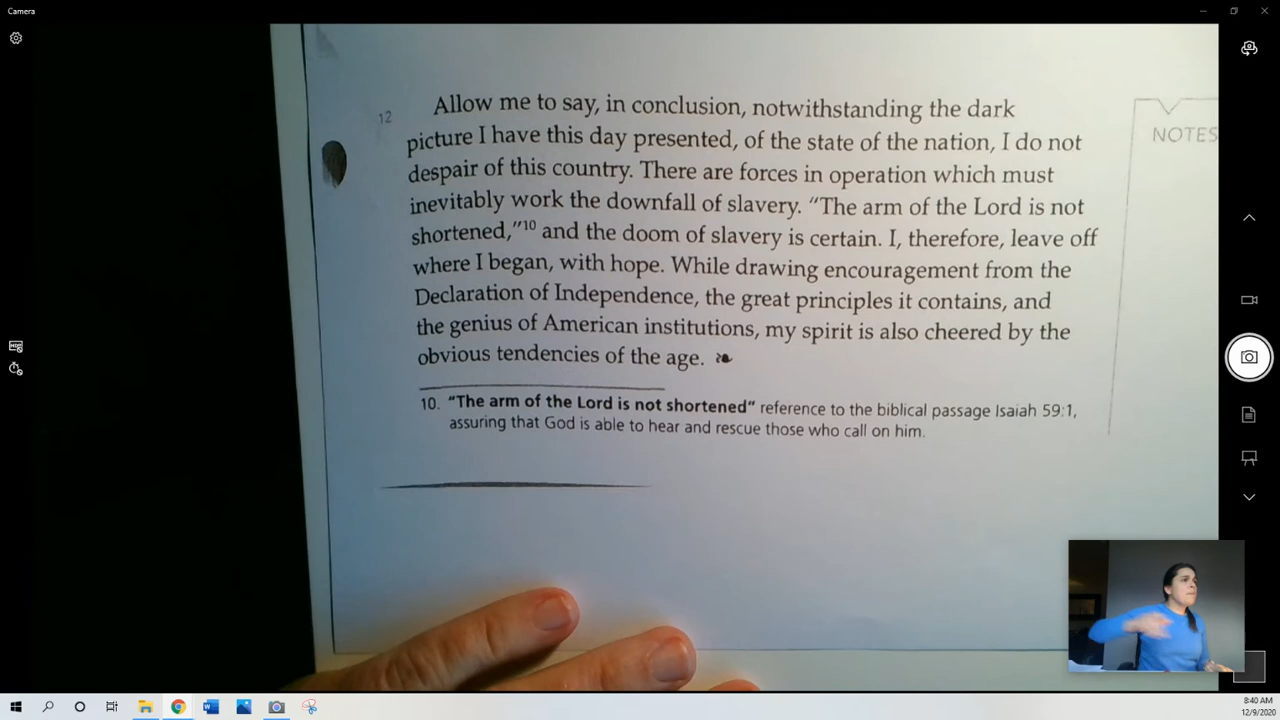 Camera
12
Allow me to say, in conclusion, notwithstanding the dark
picture I have this day presented, of the state of the nation, I do not
despair of this country. There are forces in operation which must
inevitably work the downfall of slavery. “The arm of the Lord is not
shortened,”10 and the doom of slavery is certain. I, therefore, leave off
where I began, with hope. While drawing encouragement from the
Declaration of Independence, the great principles it contains, and
the genius of American institutions, my spirit is also cheered by the
obvious tendencies of the age.
NOTES
10. “The arm of the Lord is not shortened” reference to the biblical passage Isaiah 59:1,
assuring that God is able to hear and rescue those who call on him.
8:40 AM
12/9/2020